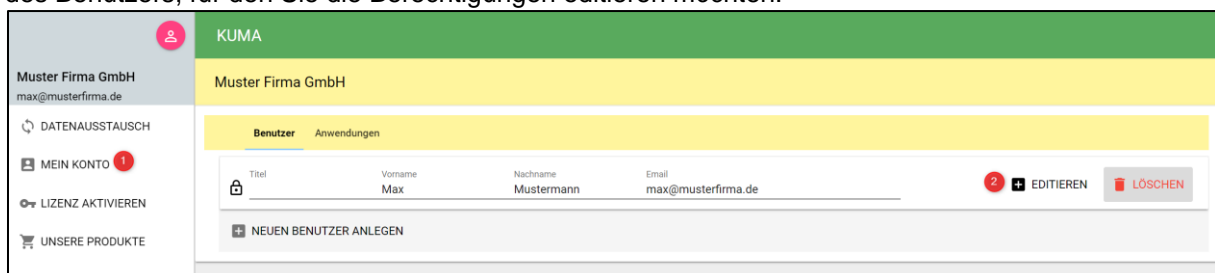 des Benutzers, für den Sie die Berechtigungen editieren möchten.
KUMA
Muster Firma GmbH
max@musterfirma.de
Muster Firma GmbH
DATENAUSSTAUSCH
MEIN KONTO 1
LIZENZ AKTIVIEREN
UNSERE PRODUKTE
Benutzer Anwendungen
Titel Vorname Nachname Email
Max Mustermann max@musterfirma.de
2 EDITIEREN LÖSCHEN
NEUEN BENUTZER ANLEGEN